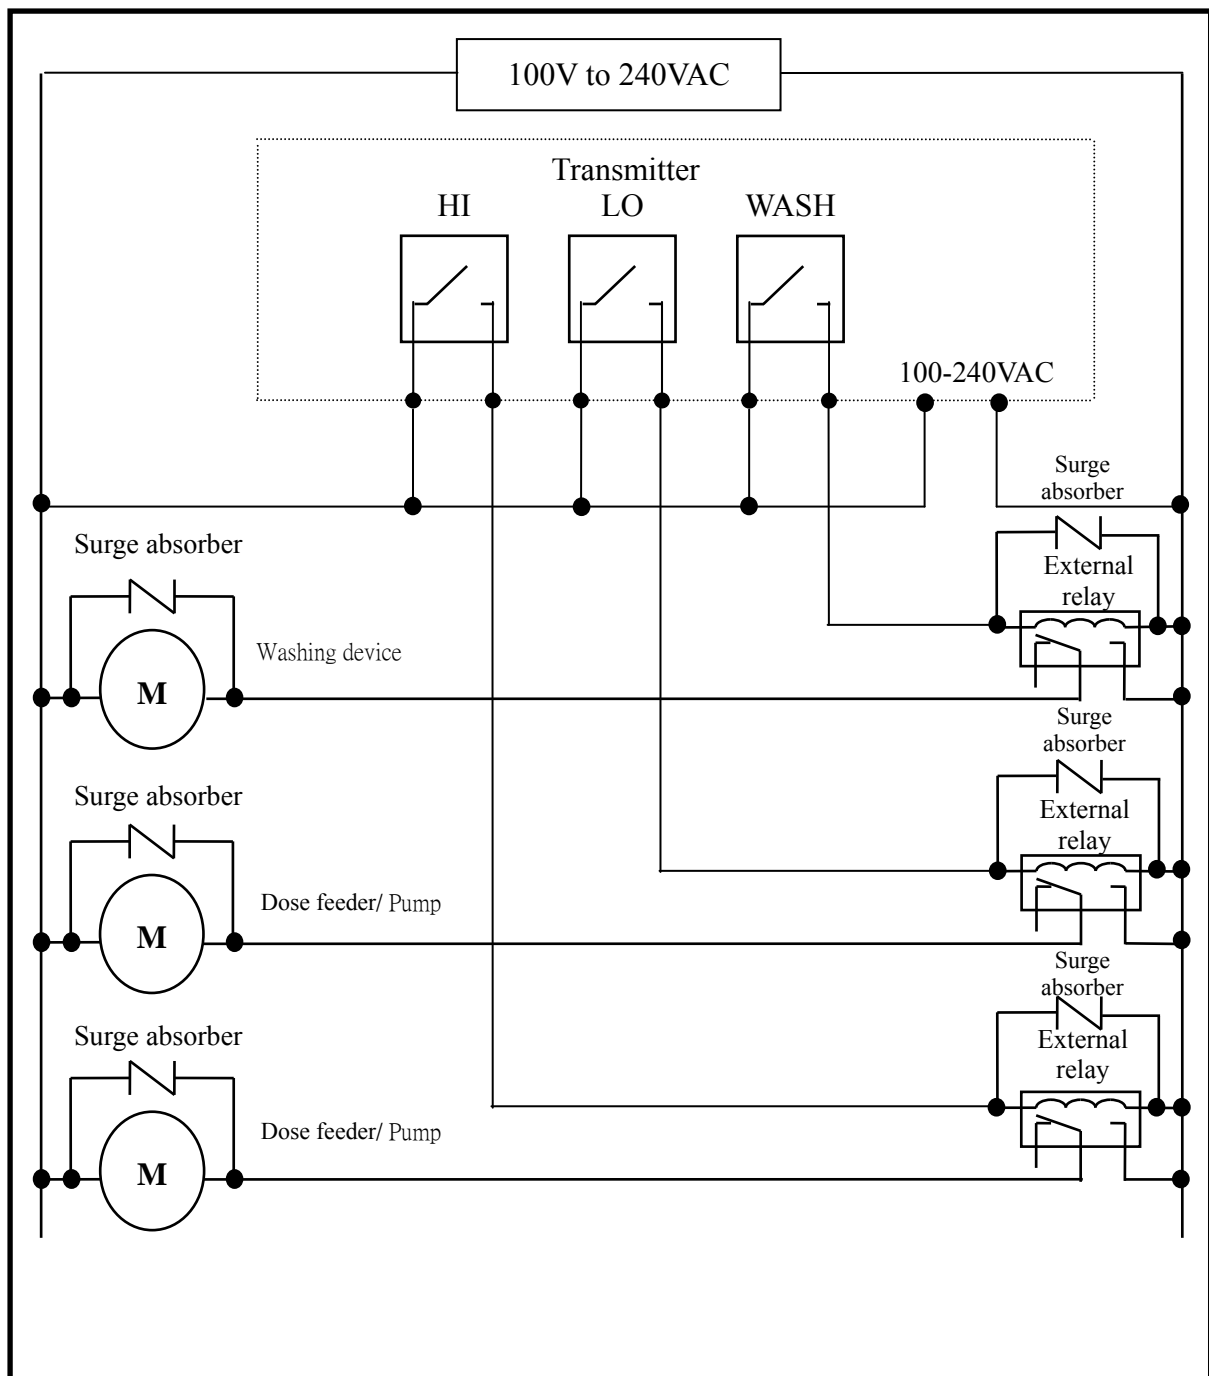 100V to 240VAC
Transmitter
HI
LO
WASH
100-240VAC
Surge
absorber
Surge absorber
External
relay
Washing device
M
Surge
absorber
Surge absorber
External
relay
Dose feeder/ Pump
M
Surge
absorber
Surge absorber
External
relay
Dose feeder/ Pump
M